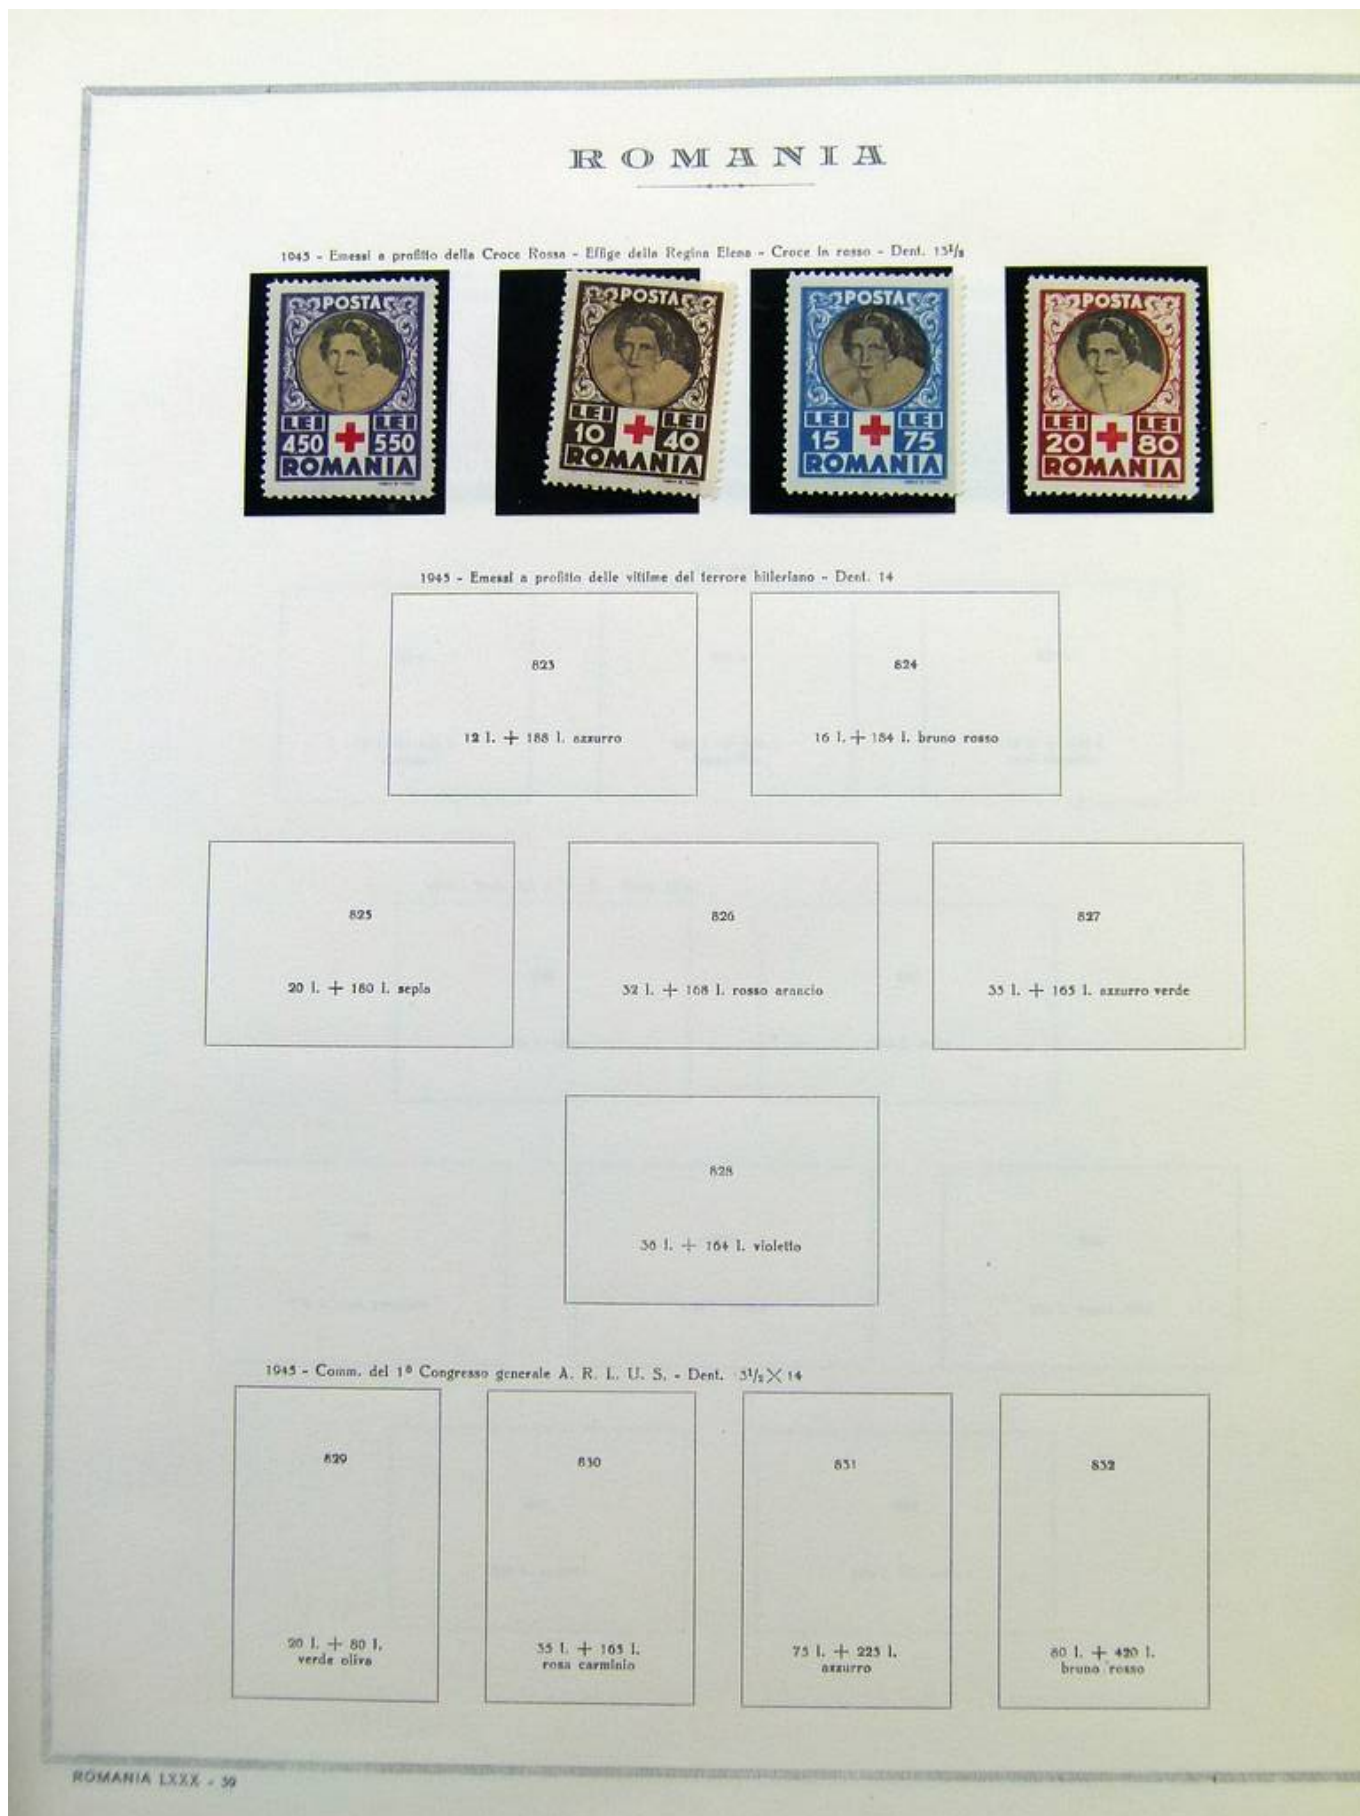 ROMANIA
1945 - Emessi a profitto della Croce Rossa - Effige della Regina Elena - Croce in rosso - Dent. 13½
POSTA
LEI LEI
450 550
ROMANIA
POSTA
LEI LEI
10 40
ROMANIA
POSTA
LEI LEI
15 75
ROMANIA
POSTA
LEI LEI
20 80
ROMANIA
1945 - Emessi a profitto delle vittime del terrore hitleriano - Dent. 14
823
12 l. + 188 l. azzurro
824
16 l. + 184 l. bruno rosso
825
20 l. + 180 l. sepia
826
32 l. + 168 l. rosso arancio
827
35 l. + 165 l. azzurro verde
828
36 l. + 164 l. violetto
1945 - Comm. del 1º Congresso generale A. R. L. U. S. - Dent. 3½ × 14
829
20 l. + 80 l.
verde oliva
830
35 l. + 165 l.
rosa carminio
831
75 l. + 225 l.
azzurro
832
80 l. + 420 l.
bruno rosso
ROMANIA LXXX - 39